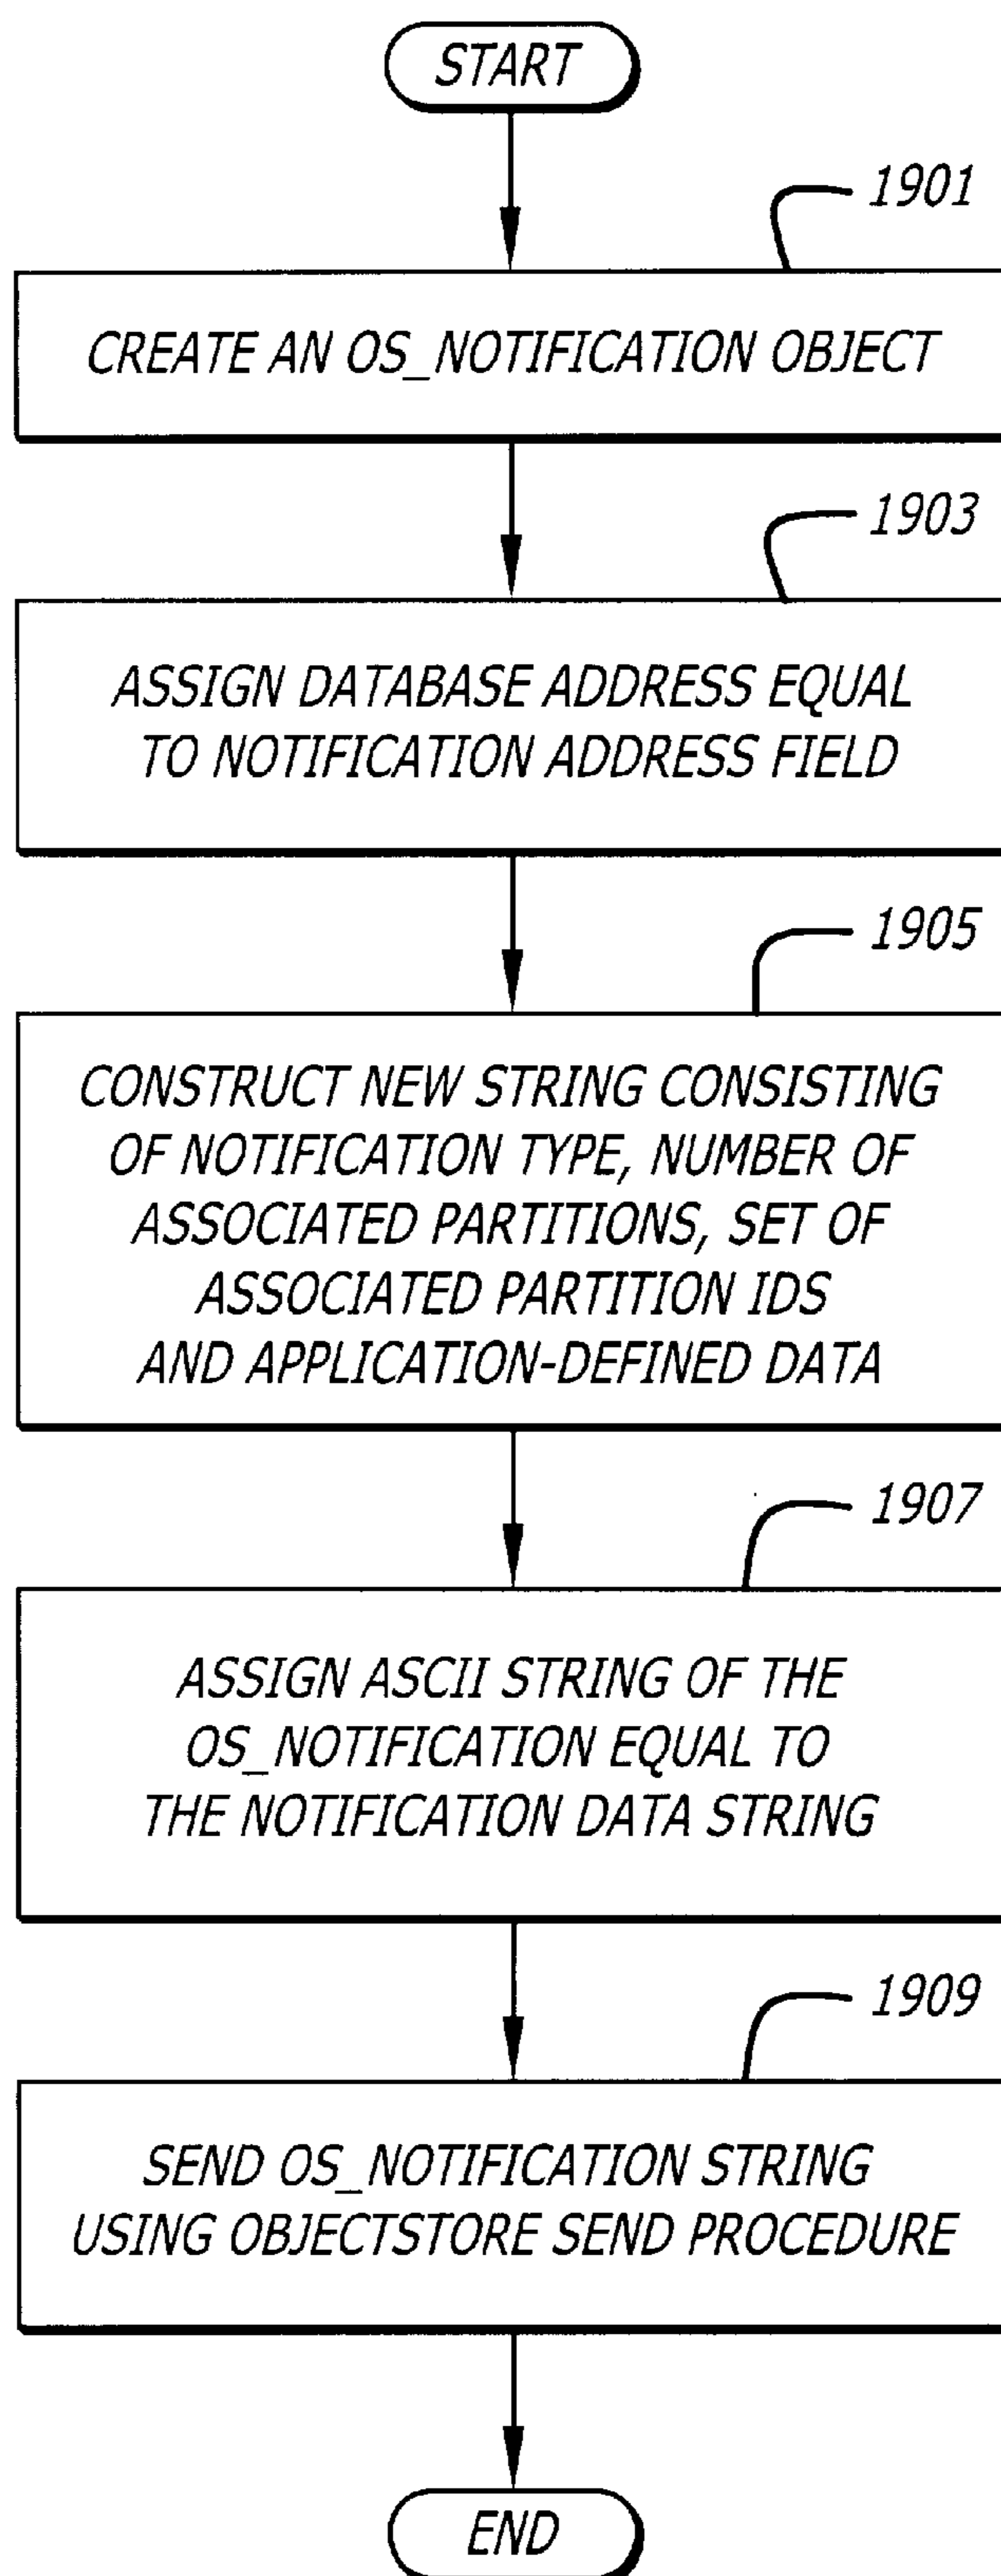 START
1901
CREATE AN OS_NOTIFICATION OBJECT
1903
ASSIGN DATABASE ADDRESS EQUAL
TO NOTIFICATION ADDRESS FIELD
1905
CONSTRUCT NEW STRING CONSISTING
OF NOTIFICATION TYPE, NUMBER OF
ASSOCIATED PARTITIONS, SET OF
ASSOCIATED PARTITION IDS
AND APPLICATION-DEFINED DATA
1907
ASSIGN ASCII STRING OF THE
OS_NOTIFICATION EQUAL TO
THE NOTIFICATION DATA STRING
1909
SEND OS_NOTIFICATION STRING
USING OBJECTSTORE SEND PROCEDURE
END